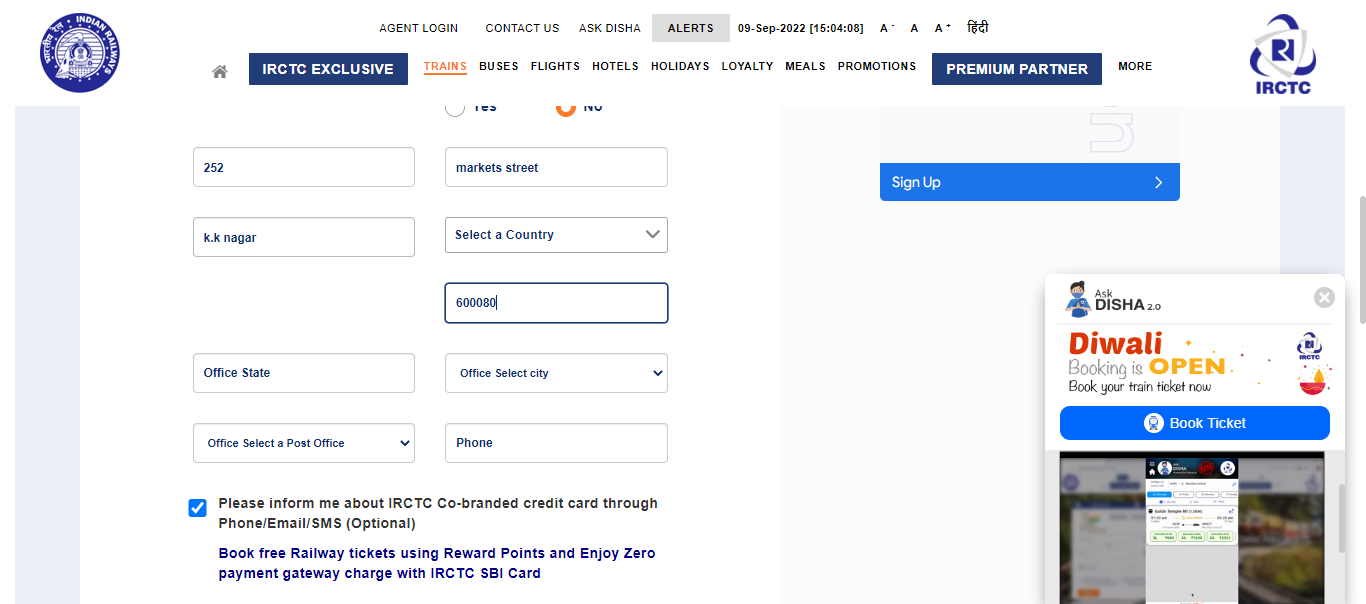 AGENT LOGIN CONTACT US ASK DISHA ALERTS 09-Sep-2022 [15:04:08] A - A A + हिंदी
INDIAN RAILWAYS
भारतीय रेल
IRCTC EXCLUSIVE TRAINS BUSES FLIGHTS HOTELS HOLIDAYS LOYALTY MEALS PROMOTIONS PREMIUM PARTNER MORE
IRCTC
Yes No
252 markets street
Sign Up
k.k nagar Select a Country
600080
Ask
DISHA 2.0
Diwali
Booking is OPEN
Book your train ticket now
IRCTC
Office State Office Select city
Book Ticket
Office Select a Post Office Phone
Please inform me about IRCTC Co-branded credit card through
Phone/Email/SMS (Optional)
Book free Railway tickets using Reward Points and Enjoy Zero
payment gateway charge with IRCTC SBI Card